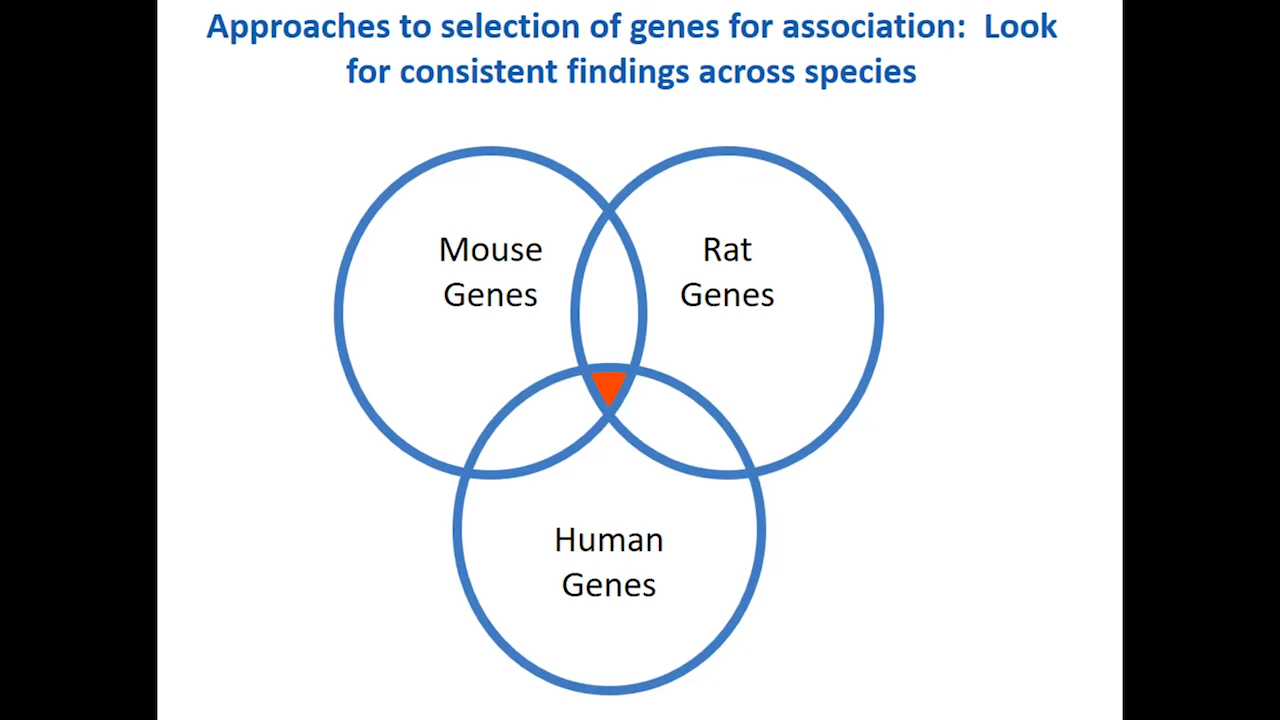 Approaches to selection of genes for association:  Look
for consistent findings across species
Mouse
Genes
Rat
Genes
Human
Genes